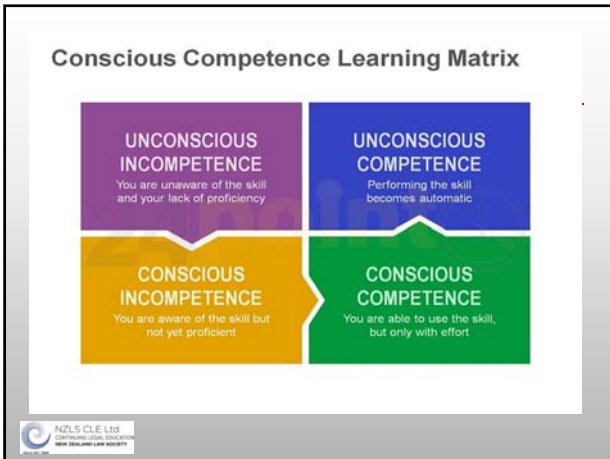 Conscious Competence Learning Matrix
UNCONSCIOUS
INCOMPETENCE
You are unaware of the skill
and your lack of proficiency
UNCONSCIOUS
COMPETENCE
Performing the skill
becomes automatic
CONSCIOUS
INCOMPETENCE
You are aware of the skill but
not yet proficient
CONSCIOUS
COMPETENCE
You are able to use the skill,
but only with effort
24point
NZLS CLE Ltd
CONTINUING LEGAL EDUCATION
NEW ZEALAND LAW SOCIETY